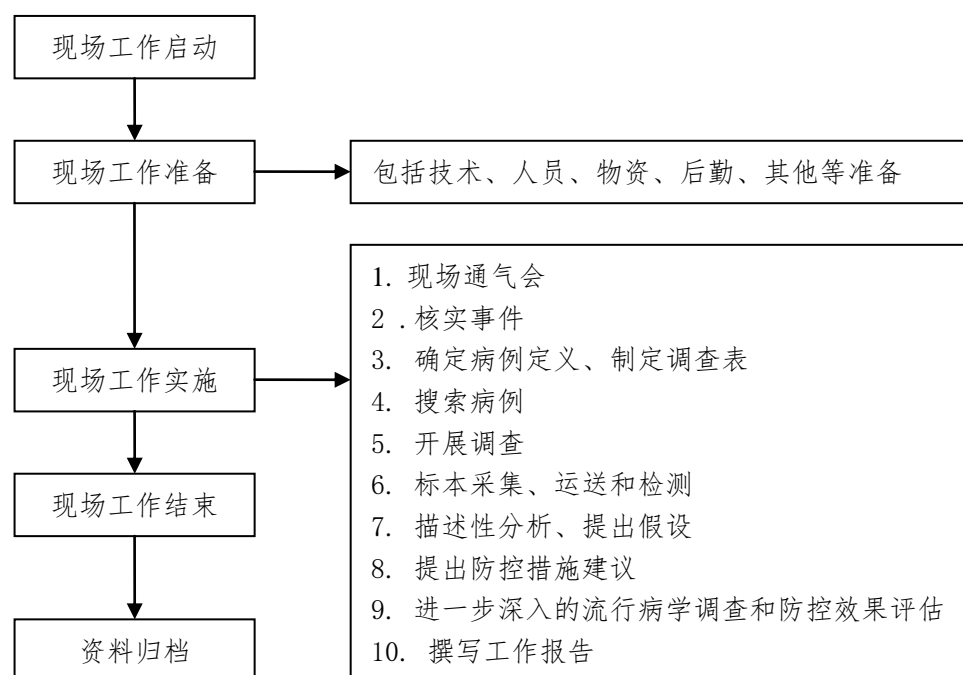 现场工作启动
现场工作准备
包括技术、人员、物资、后勤、其他等准备
现场工作实施
1. 现场通气会
2 .核实事件
3. 确定病例定义、制定调查表
4. 搜索病例
5. 开展调查
6. 标本采集、运送和检测
7. 描述性分析、提出假设
8. 提出防控措施建议
9. 进一步深入的流行病学调查和防控效果评估
10. 撰写工作报告
现场工作结束
资料归档